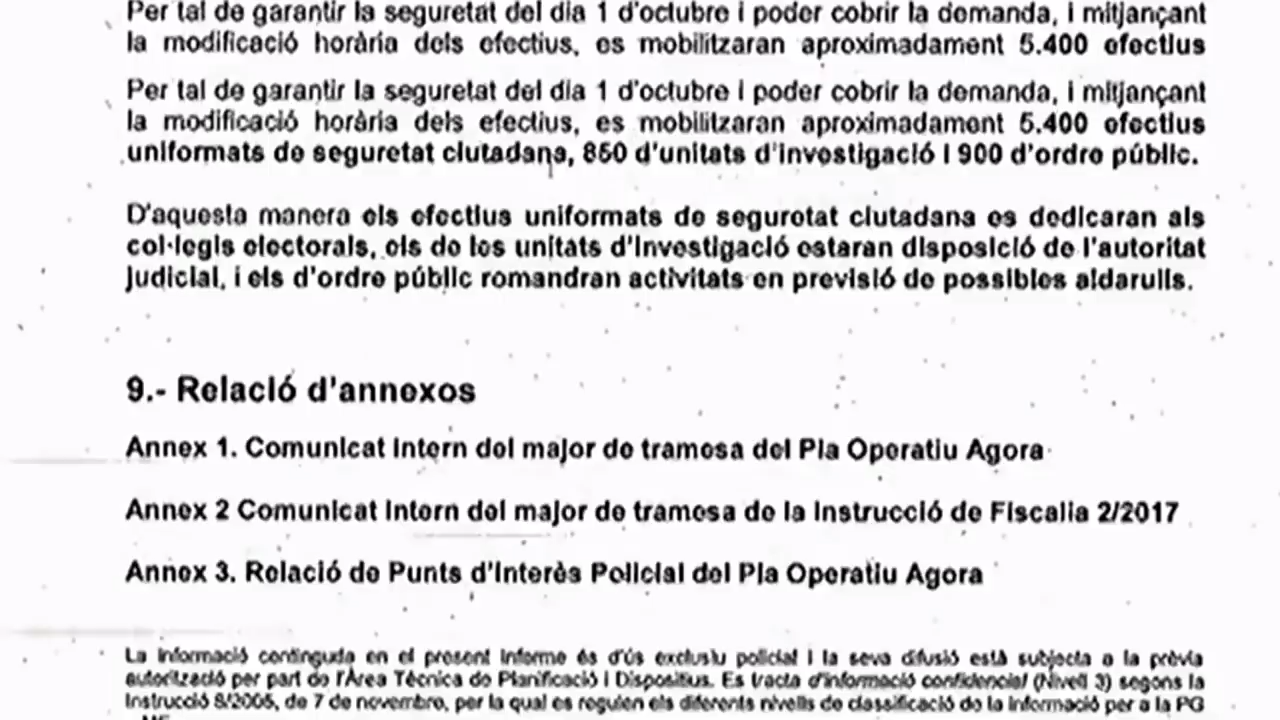 Per tal de garantir la seguretat del dia 1 d'octubre i poder cobrir la demanda, i mitjançant
la modificació horària dels efectius, es mobilitzaran aproximadament 5.400 efectius
Per tal de garantir la seguretat del dia 1 d'octubre i poder cobrir la demanda, i mitjançant
la modificació horària dels efectius, es mobilitzaran aproximadament 5.400 efectius
uniformats de seguretat ciutadana, 850 d'unitats d'investigació i 900 d'ordre públic.
D'aquesta manera els efectius uniformats de seguretat ciutadana es dedicaran als
col·legis electorals, els de les unitats d'investigació estaran disposició de l'autoritat
judicial, i els d'ordre públic romandran activitats en previsió de possibles aldarulls.
9.- Relació d'annexos
Annex 1. Comunicat intern del major de tramesa del Pla Operatiu Agora
Annex 2 Comunicat intern del major de tramesa de la Instrucció de Fiscalia 2/2017
Annex 3. Relació de Punts d'Interès Policial del Pla Operatiu Agora
La informació continguda en el present informe és d'ús exclusiu policial i la seva difusió està subjecta a la prèvia
autorització per part de l'Àrea Tècnica de Planificació i Dispositius. Es tracta d'informació confidencial (Nivell 3) segons la
Instrucció 8/2005, de 7 de novembre, per la qual es regulen els diferents nivells de classificació de la informació per a la PG